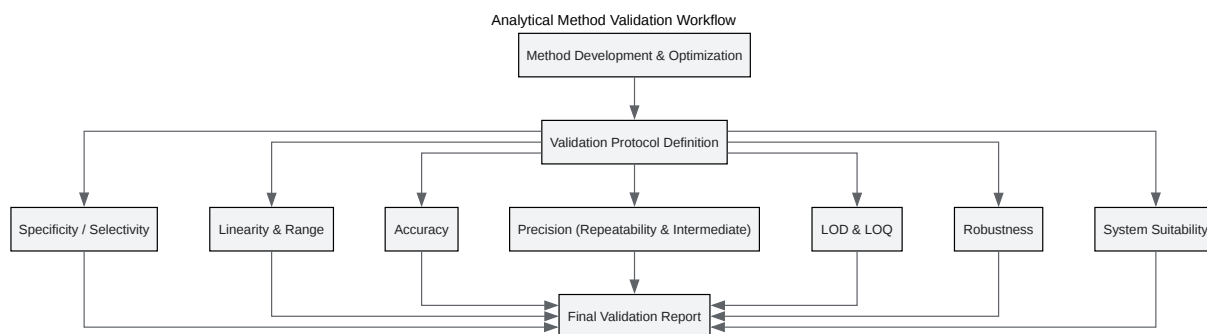 Analytical Method Validation Workflow
Method Development & Optimization
Validation Protocol Definition
Specificity / Selectivity
Linearity & Range
Accuracy
Precision (Repeatability & Intermediate)
LOD & LOQ
Robustness
System Suitability
Final Validation Report